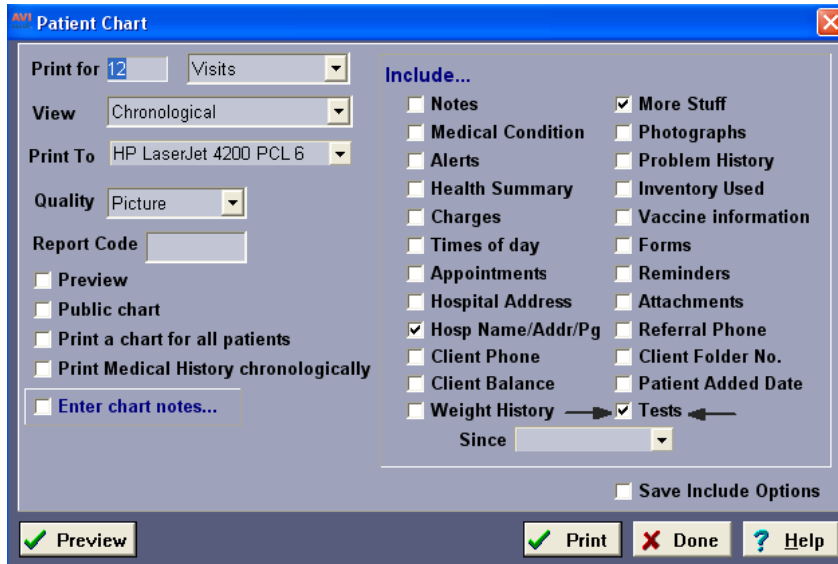 AVI Patient Chart
Print for 12 Visits
View Chronological
Print To HP LaserJet 4200 PCL 6
Quality Picture
Report Code
Preview
Public chart
Print a chart for all patients
Print Medical History chronologically
Enter chart notes...
Include...
Notes
Medical Condition
Alerts
Health Summary
Charges
Times of day
Appointments
Hospital Address
Hosp Name/Addr/Pg
Client Phone
Client Balance
Weight History
Since
More Stuff
Photographs
Problem History
Inventory Used
Vaccine information
Forms
Reminders
Attachments
Referral Phone
Client Folder No.
Patient Added Date
Tests
Save Include Options
Preview
Print
Done
? Help